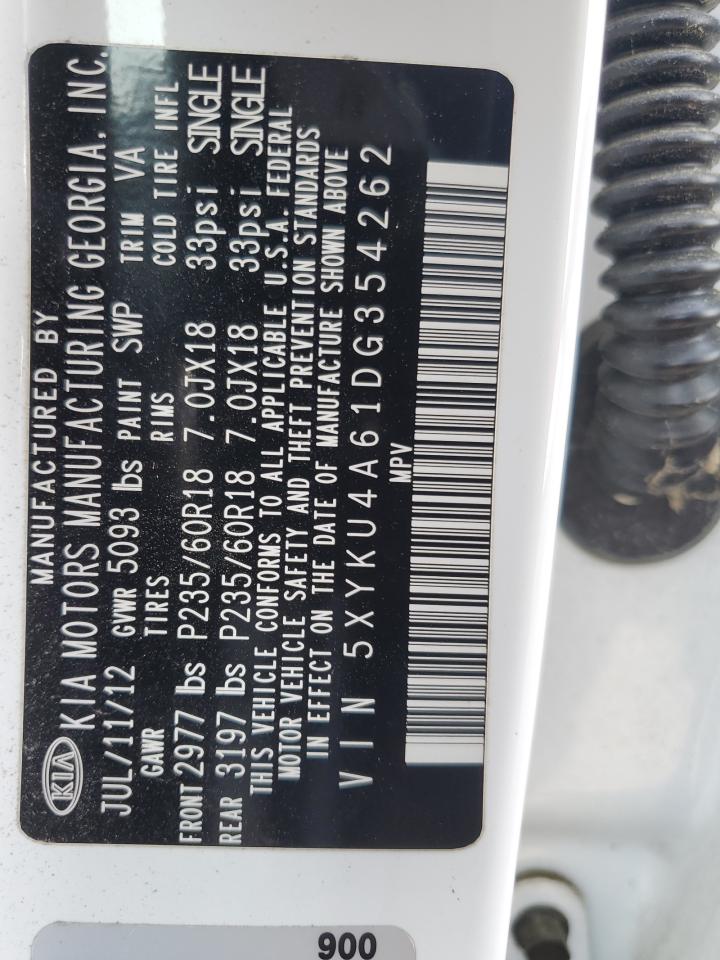 MANUFACTURED BY
KIA KIA MOTORS MANUFACTURING GEORGIA, INC.
JUL/11/12 GVWR 5093 lbs PAINT SWP TRIM VA
GAWR TIRES RIMS COLD TIRE INFL
FRONT 2977 lbs P235/60R18 7.0JX18 33psi SINGLE
REAR 3197 lbs P235/60R18 7.0JX18 33psi SINGLE
THIS VEHICLE CONFORMS TO ALL APPLICABLE U.S.A. FEDERAL
MOTOR VEHICLE SAFETY AND THEFT PREVENTION STANDARDS
IN EFFECT ON THE DATE OF MANUFACTURE SHOWN ABOVE
VIN 5XYKU4A61DG354262
MPV
900